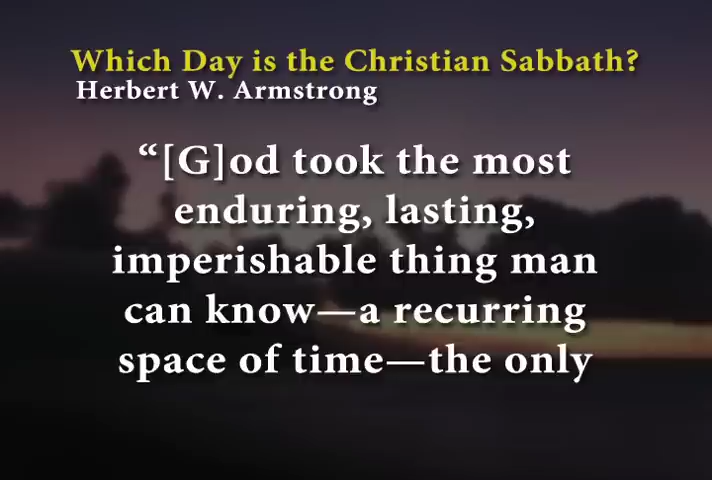 Which Day is the Christian Sabbath?
Herbert W. Armstrong
“[G]od took the most
enduring, lasting,
imperishable thing man
can know—a recurring
space of time—the only